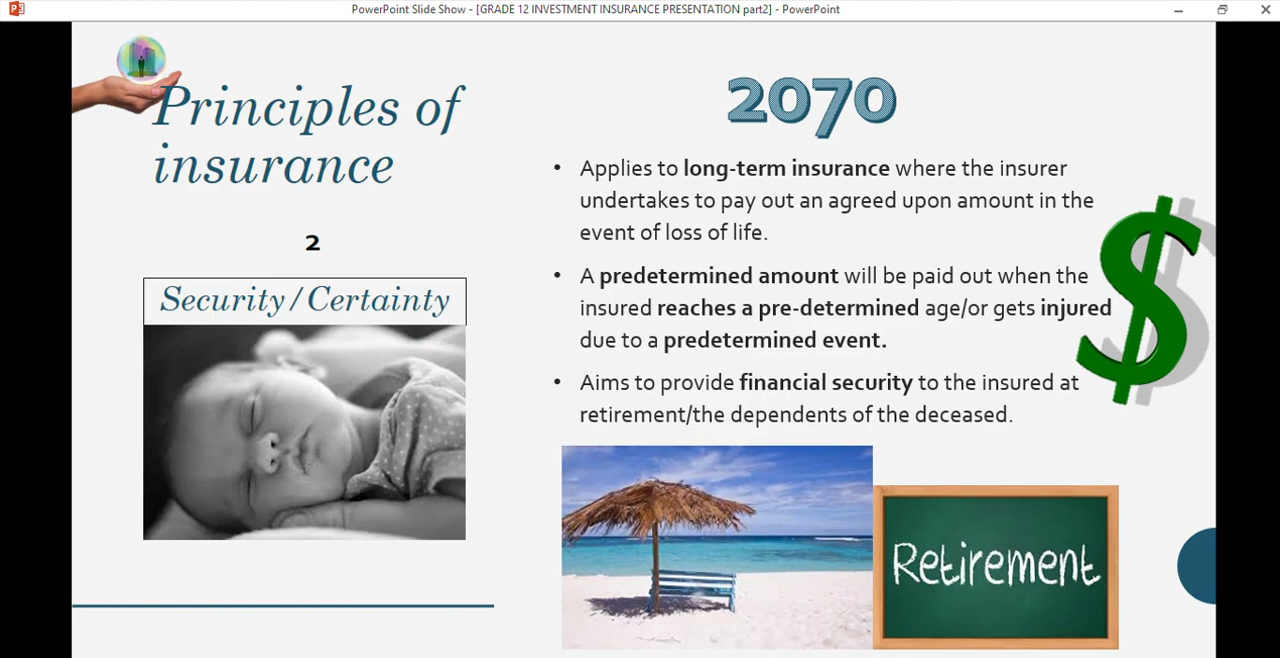 PowerPoint Slide Show - [GRADE 12 INVESTMENT INSURANCE PRESENTATION part2] - PowerPoint
Principles of
insurance
2
Security/Certainty
2070
• Applies to long-term insurance where the insurer
undertakes to pay out an agreed upon amount in the
event of loss of life.
• A predetermined amount will be paid out when the
insured reaches a pre-determined age/or gets injured
due to a predetermined event.
• Aims to provide financial security to the insured at
retirement/the dependents of the deceased.
$
Retirement